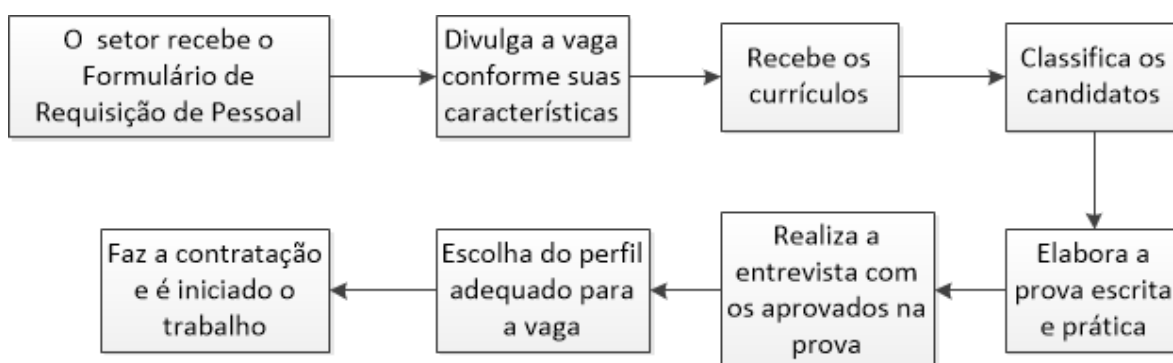 O setor recebe o
Formulário de
Requisição de Pessoal
Divulga a vaga
conforme suas
características
Recebe os
currículos
Classifica os
candidatos
Elabora a
prova escrita
e prática
Realiza a
entrevista com
os aprovados na
prova
Escolha do perfil
adequado para
a vaga
Faz a contratação
e é iniciado o
trabalho